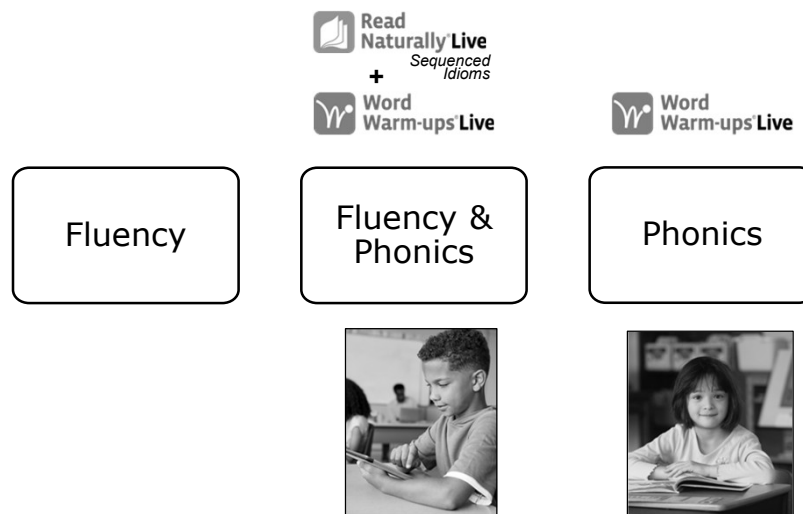 Read
Naturally®Live
Sequenced
Idioms
+
Word
Warm-ups®Live
Word
Warm-ups®Live
Fluency
Fluency &
Phonics
Phonics